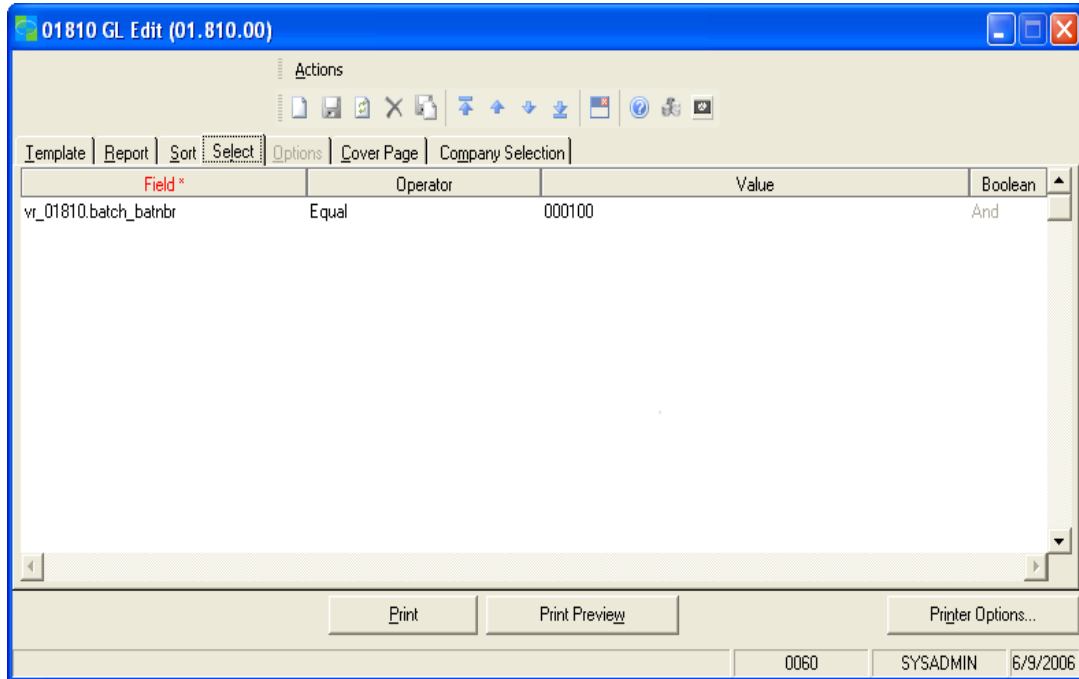 01810 GL Edit (01.810.00)
Actions
Template Report Sort Select Options Cover Page Company Selection
Field * Operator Value Boolean
vr_01810.batch_batnbr Equal 000100 And
Print Print Preview Printer Options...
0060 SYSADMIN 6/9/2006